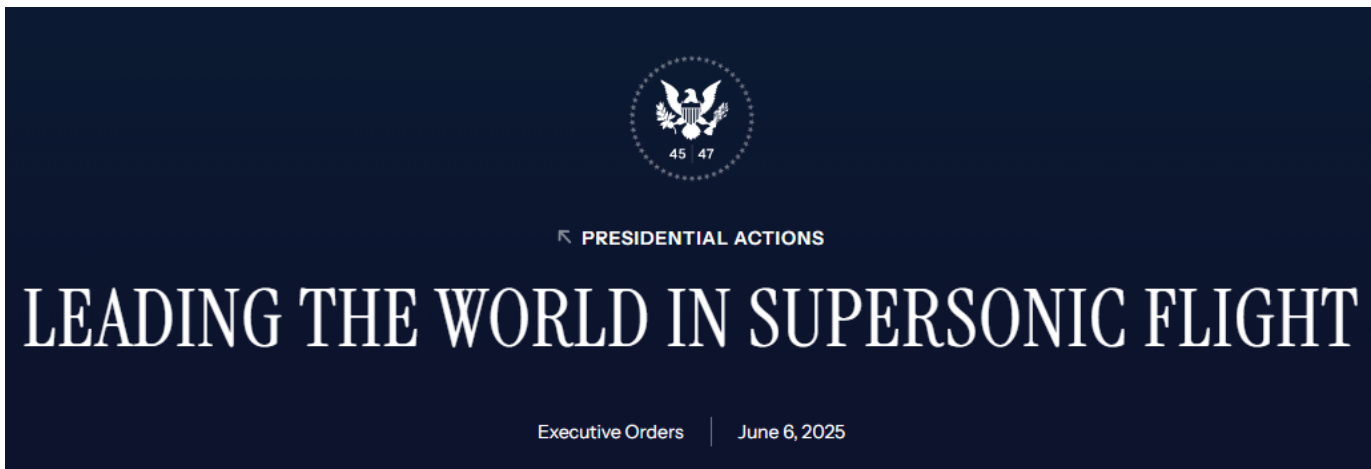 45 | 47
PRESIDENTIAL ACTIONS
LEADING THE WORLD IN SUPERSONIC FLIGHT
Executive Orders | June 6, 2025